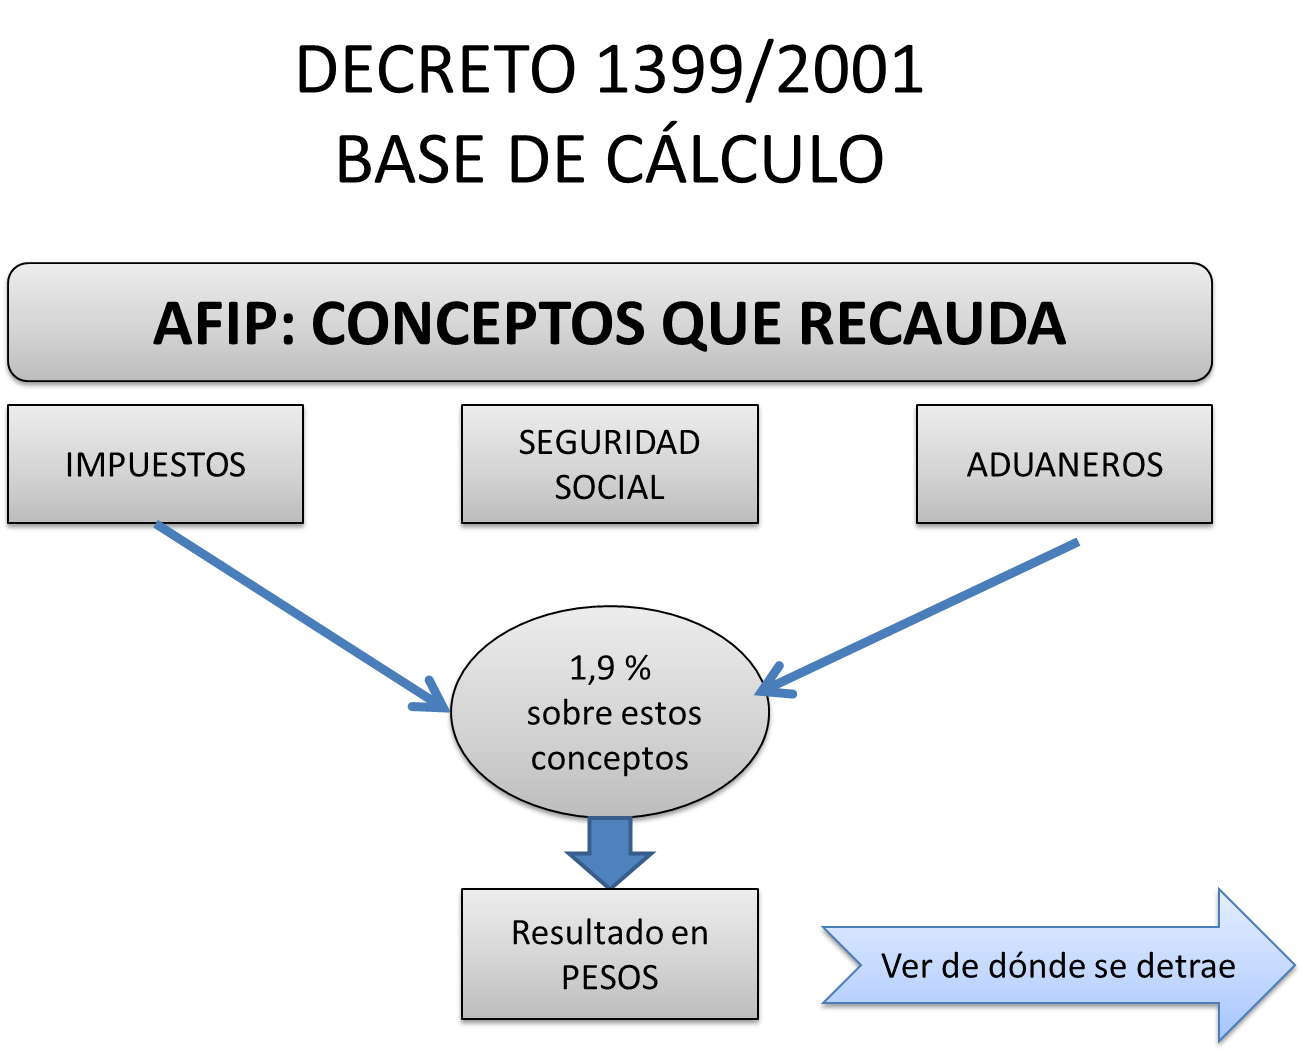 DECRETO 1399/2001
BASE DE CÁLCULO
AFIP: CONCEPTOS QUE RECAUDA
IMPUESTOS
SEGURIDAD
SOCIAL
ADUANEROS
1,9 %
sobre estos
conceptos
Resultado en
PESOS
Ver de dónde se detrae